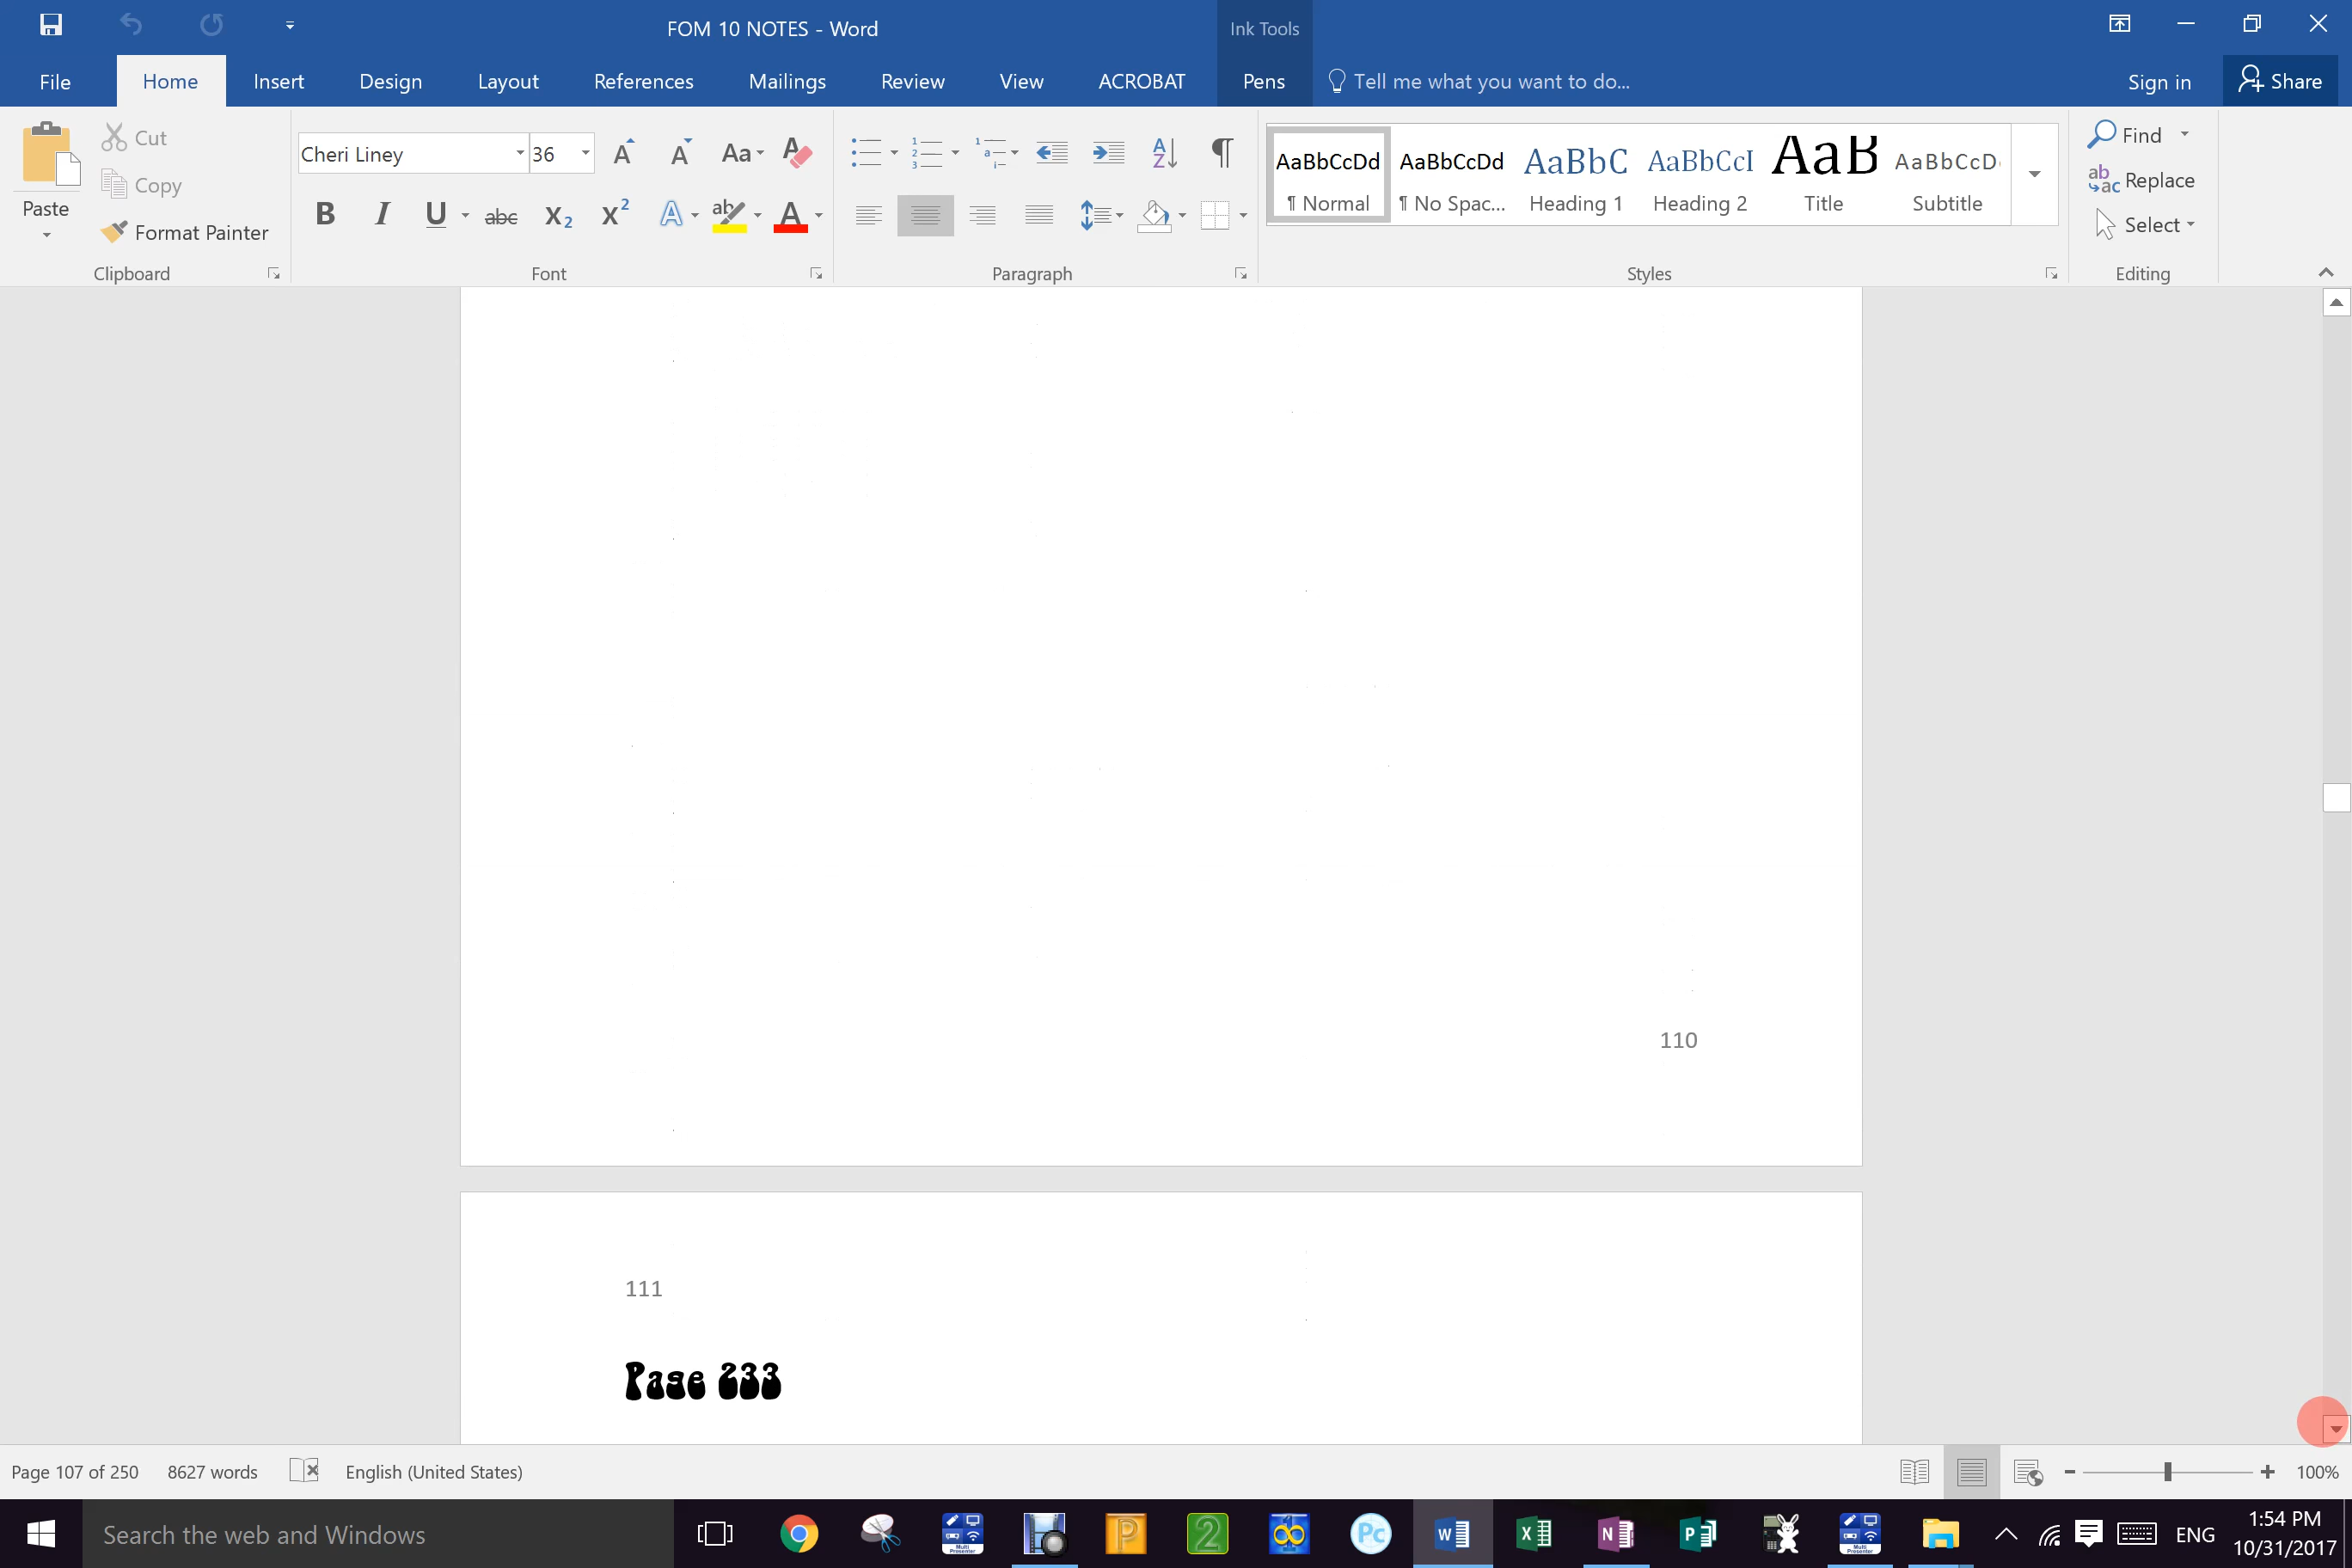 FOM 10 NOTES - Word
Ink Tools
File
Home
Insert
Design
Layout
References
Mailings
Review
View
ACROBAT
Pens
Tell me what you want to do...
Sign in
Share
Paste
Cut
Copy
Format Painter
Clipboard
Cheri Liney
36
Font
Paragraph
AaBbCcDd
¶ Normal
AaBbCcDd
¶ No Spac...
AaBbC
Heading 1
AaBbCcI
Heading 2
AaB
Title
AaBbCcD
Subtitle
Styles
Find
Replace
Select
Editing
110
111
Page 233
Page 107 of 250
8627 words
English (United States)
100%
Search the web and Windows
ENG
1:54 PM
10/31/2017